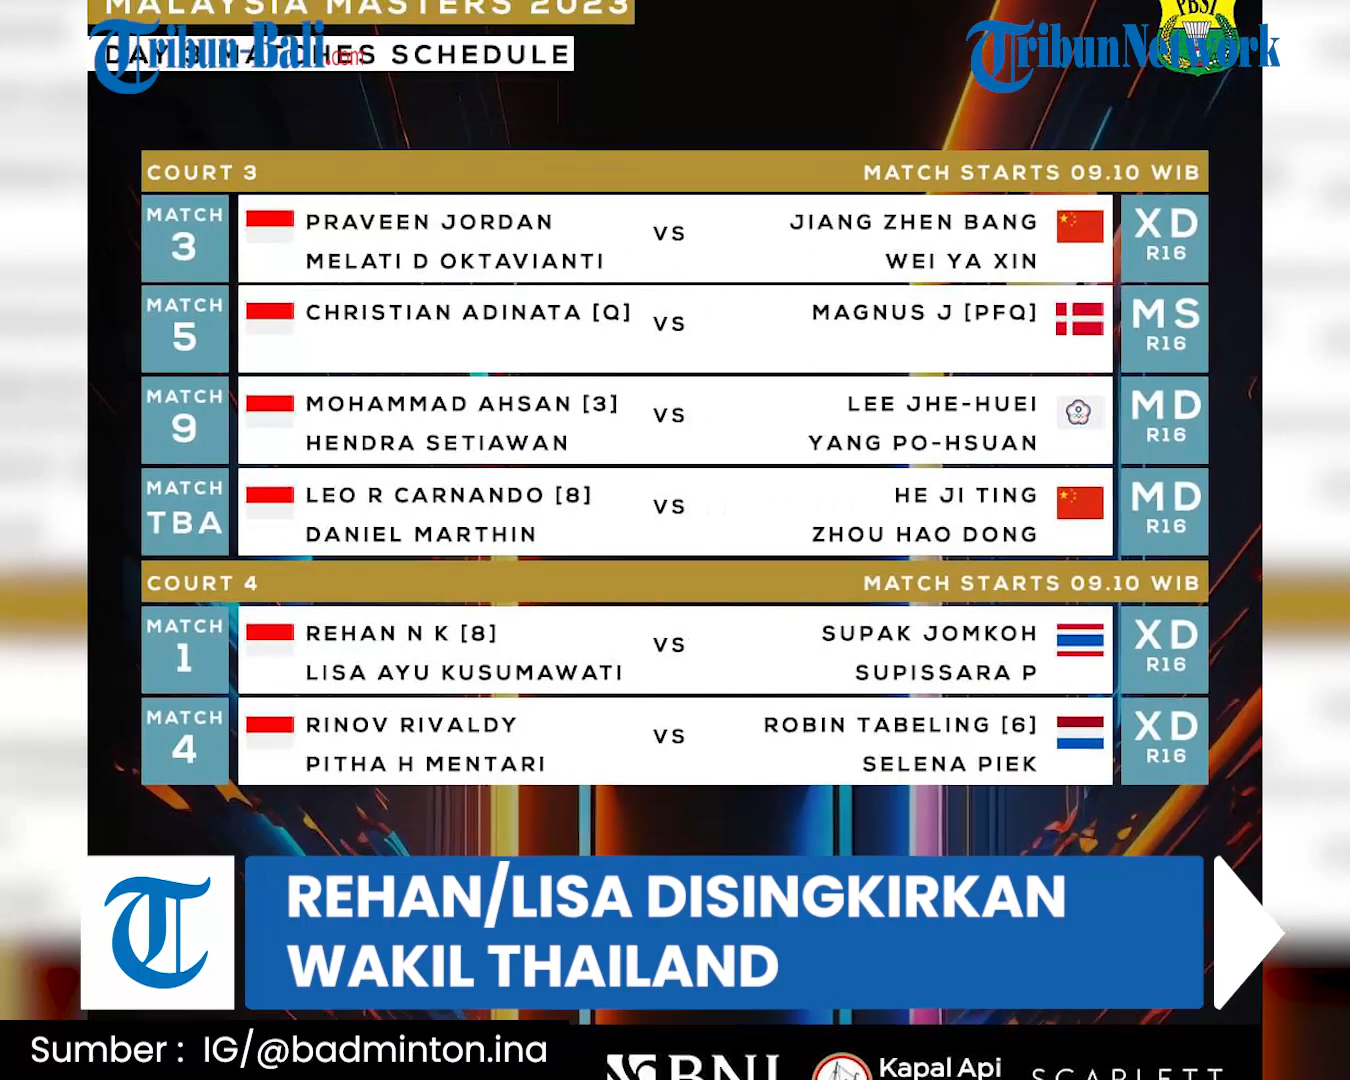 MALAYSIA MASTERS 2023
PBSI
Tribun-Bali.com
TribunNetwork
DAY 3 MATCHES SCHEDULE
COURT 3 MATCH STARTS 09.10 WIB
MATCH 3 PRAVEEN JORDAN VS JIANG ZHEN BANG XD R16
MELATI D OKTAVIANTI WEI YA XIN
MATCH 5 CHRISTIAN ADINATA [Q] VS MAGNUS J [PFQ] MS R16
MATCH 9 MOHAMMAD AHSAN [3] VS LEE JHE-HUEI MD R16
HENDRA SETIAWAN YANG PO-HSUAN
MATCH TBA LEO R CARNANDO [8] VS HE JI TING MD R16
DANIEL MARTHIN ZHOU HAO DONG
COURT 4 MATCH STARTS 09.10 WIB
MATCH 1 REHAN N K [8] VS SUPAK JOMKOH XD R16
LISA AYU KUSUMAWATI SUPISSARA P
MATCH 4 RINOV RIVALDY VS ROBIN TABELING [6] XD R16
PITHA H MENTARI SELENA PIEK
T
REHAN/LISA DISINGKIRKAN
WAKIL THAILAND
Sumber : IG/@badminton.ina
BNI
Kapal Api
SCARLETT